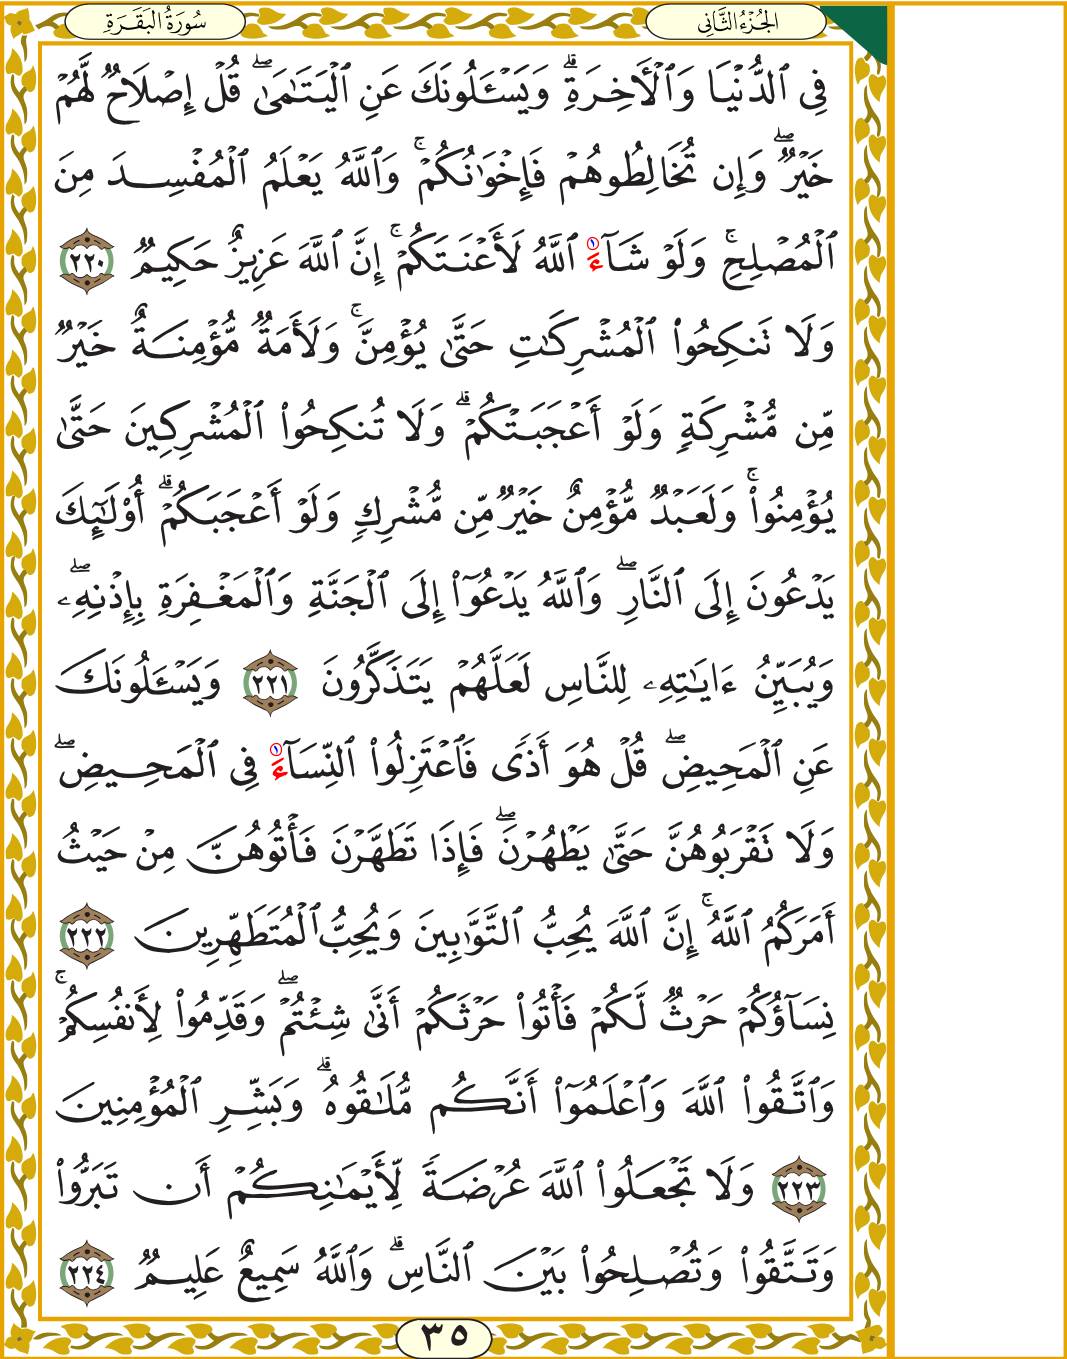 الجُزْءُ الثَّانِي
سُورَةُ البَقَرَةِ
فِي ٱلدُّنْيَا وَٱلْأَخِرَةِۗ وَيَسْـَٔلُونَكَ عَنِ ٱلْيَتَـٰمَىٰۖ قُلْ إِصْلَاحٌ لَّهُمْ
خَيْرٌۖ وَإِن تُخَالِطُوهُمْ فَإِخْوَٰنُكُمْۚ وَٱللَّهُ يَعْلَمُ ٱلْمُفْسِدَ مِنَ
ٱلْمُصْلِحِۚ وَلَوْ شَآءَ ١ ٱللَّهُ لَأَعْنَتَكُمْۚ إِنَّ ٱللَّهَ عَزِيزٌ حَكِيمٌ ٢٢٠
وَلَا تَنكِحُوا۟ ٱلْمُشْرِكَـٰتِ حَتَّىٰ يُؤْمِنَّۚ وَلَأَمَةٌ مُّؤْمِنَةٌ خَيْرٌ
مِّن مُّشْرِكَةٍ وَلَوْ أَعْجَبَتْكُمْۗ وَلَا تُنكِحُوا۟ ٱلْمُشْرِكِينَ حَتَّىٰ
يُؤْمِنُوا۟ۚ وَلَعَبْدٌ مُّؤْمِنٌ خَيْرٌ مِّن مُّشْرِكٍ وَلَوْ أَعْجَبَكُمْۗ أُو۟لَـٰٓئِكَ
يَدْعُونَ إِلَى ٱلنَّارِۖ وَٱللَّهُ يَدْعُوٓا۟ إِلَى ٱلْجَنَّةِ وَٱلْمَغْفِرَةِ بِإِذْنِهِۦۖ
وَيُبَيِّنُ ءَايَـٰتِهِۦ لِلنَّاسِ لَعَلَّهُمْ يَتَذَكَّرُونَ ٢٢١ وَيَسْـَٔلُونَكَ
عَنِ ٱلْمَحِيضِۖ قُلْ هُوَ أَذًى فَٱعْتَزِلُوا۟ ٱلنِّسَآءَ ١ فِي ٱلْمَحِيضِۖ
وَلَا تَقْرَبُوهُنَّ حَتَّىٰ يَطْهُرْنَۖ فَإِذَا تَطَهَّرْنَ فَأْتُوهُنَّ مِنْ حَيْثُ
أَمَرَكُمُ ٱللَّهُۚ إِنَّ ٱللَّهَ يُحِبُّ ٱلتَّوَّٰبِينَ وَيُحِبُّ ٱلْمُتَطَهِّرِينَ ٢٢٢
نِسَآؤُكُمْ حَرْثٌ لَّكُمْ فَأْتُوا۟ حَرْثَكُمْ أَنَّىٰ شِئْتُمْۖ وَقَدِّمُوا۟ لِأَنفُسِكُمْۚ
وَٱتَّقُوا۟ ٱللَّهَ وَٱعْلَمُوٓا۟ أَنَّكُم مُّلَـٰقُوهُۗ وَبَشِّرِ ٱلْمُؤْمِنِينَ
٢٢٣ وَلَا تَجْعَلُوا۟ ٱللَّهَ عُرْضَةً لِّأَيْمَـٰنِكُمْ أَن تَبَرُّوا۟
وَتَتَّقُوا۟ وَتُصْلِحُوا۟ بَيْنَ ٱلنَّاسِۗ وَٱللَّهُ سَمِيعٌ عَلِيمٌ ٢٢٤
٣٥